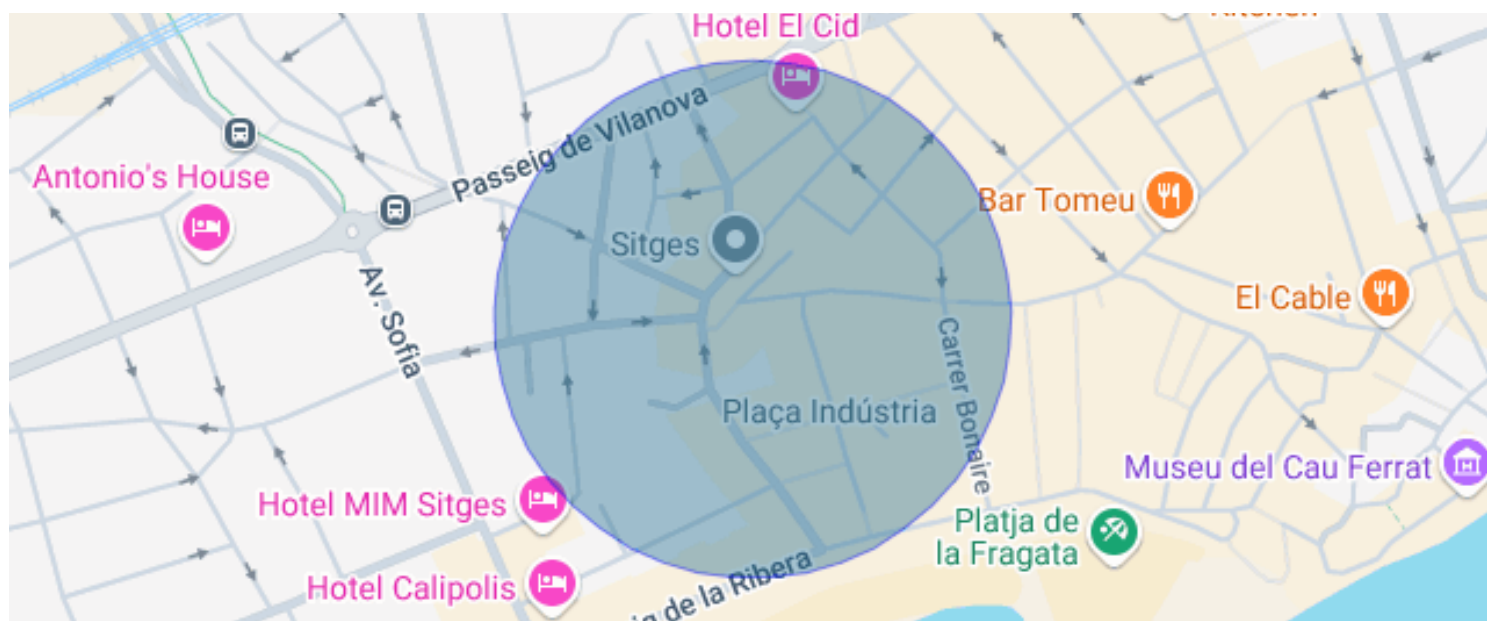 Hotel El Cid
Passeig de Vilanova
Antonio's House
Bar Tomeu
Sitges
El Cable
Av. Sofia
Carrer Bonaire
Plaça Indústria
Museu del Cau Ferrat
Hotel MIM Sitges
Platja de
la Fragata
Hotel Calipolis
de la Ribera